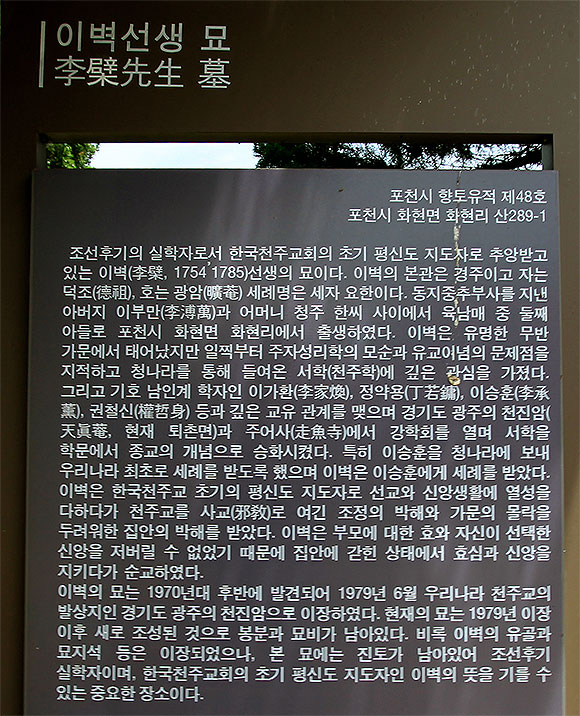 이벽선생 묘
李檗先生 墓
포천시 향토유적 제48호
포천시 화현면 화현리 산289-1
조선후기의 실학자로서 한국천주교회의 초기 평신도 지도자로 추앙받고
있는 이벽(李檗, 1754 1785)선생의 묘이다. 이벽의 본관은 경주이고 자는
덕조(德祖), 호는 광암(曠菴) 세례명은 세자 요한이다. 동지중추부사를 지낸
아버지 이부만(李溥萬)과 어머니 청주 한씨 사이에서 육남매 중 둘째
아들로 포천시 화현면 화현리에서 출생하였다. 이벽은 유명한 무반
가문에서 태어났지만 일찍부터 주자성리학의 모순과 유교이념의 문제점을
지적하고 청나라를 통해 들여온 서학(천주학)에 깊은 관심을 가졌다.
그리고 기호 남인계 학자인 이가환(李家煥), 정약용(丁若鏞), 이승훈(李承
薰), 권철신(權哲身) 등과 깊은 교유 관계를 맺으며 경기도 광주의 천진암(
天眞菴, 현재 퇴촌면)과 주어사(走魚寺)에서 강학회를 열며 서학을
학문에서 종교의 개념으로 승화시켰다. 특히 이승훈을 청나라에 보내
우리나라 최초로 세례를 받도록 했으며 이벽은 이승훈에게 세례를 받았다.
이벽은 한국천주교 초기의 평신도 지도자로 선교와 신앙생활에 열성을
다하다가 천주교를 사교(邪敎)로 여긴 조정의 박해와 가문의 몰락을
두려워한 집안의 박해를 받았다. 이벽은 부모에 대한 효와 자신이 선택한
신앙을 저버릴 수 없었기 때문에 집안에 갇힌 상태에서 효심과 신앙을
지키다가 순교하였다.
이벽의 묘는 1970년대 후반에 발견되어 1979년 6월 우리나라 천주교의
발상지인 경기도 광주의 천진암으로 이장하였다. 현재의 묘는 1979년 이장
이후 새로 조성된 것으로 봉분과 묘비가 남아있다. 비록 이벽의 유골과
묘지석 등은 이장되었으나, 본 묘에는 진토가 남아있어 조선후기
실학자이며, 한국천주교회의 초기 평신도 지도자인 이벽의 뜻을 기릴 수
있는 중요한 장소이다.